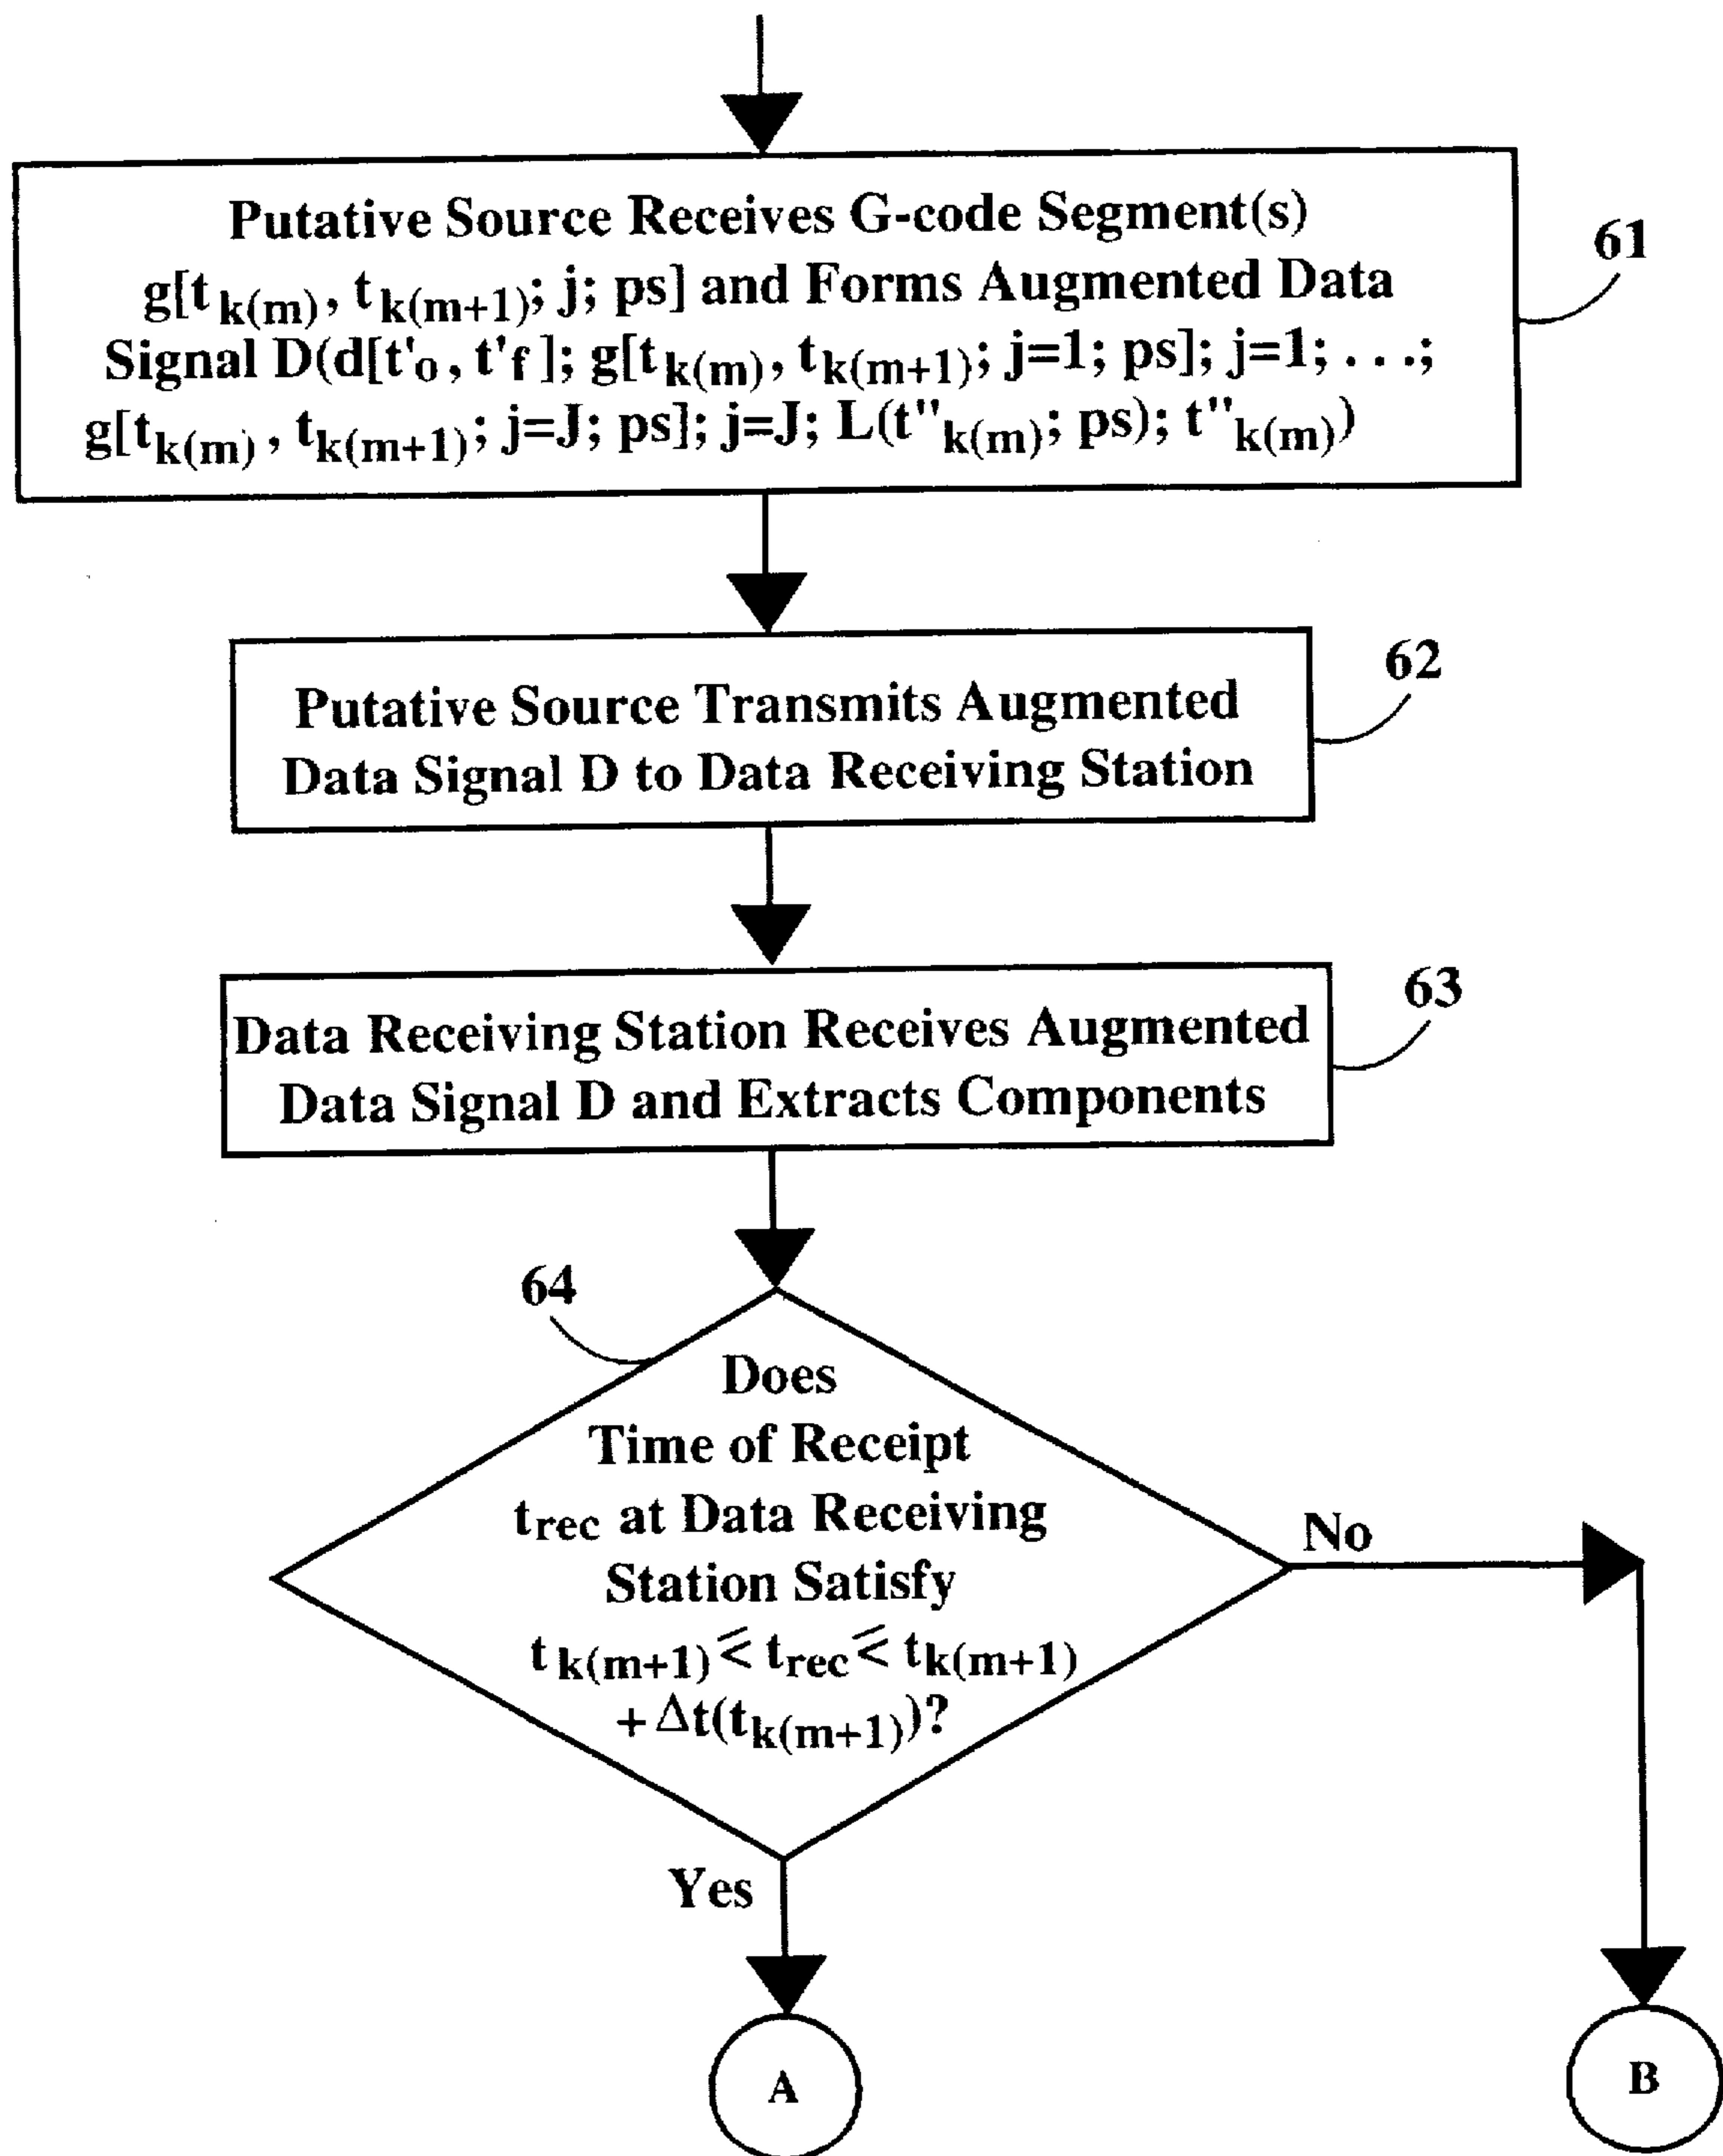 Putative Source Receives G-code Segment(s)
g[t k(m), t k(m+1); j; ps] and Forms Augmented Data
Signal D(d[t'o, t'f]; g[t k(m), t k(m+1); j=1; ps]; j=1; . . .;
g[t k(m), t k(m+1); j=J; ps]; j=J; L(t''k(m); ps); t''k(m))
61
Putative Source Transmits Augmented
Data Signal D to Data Receiving Station
62
Data Receiving Station Receives Augmented
Data Signal D and Extracts Components
63
64
Does
Time of Receipt
trec at Data Receiving
Station Satisfy
t k(m+1) ≤ trec ≤ t k(m+1)
+ Δt(t k(m+1))?
No
Yes
A
B